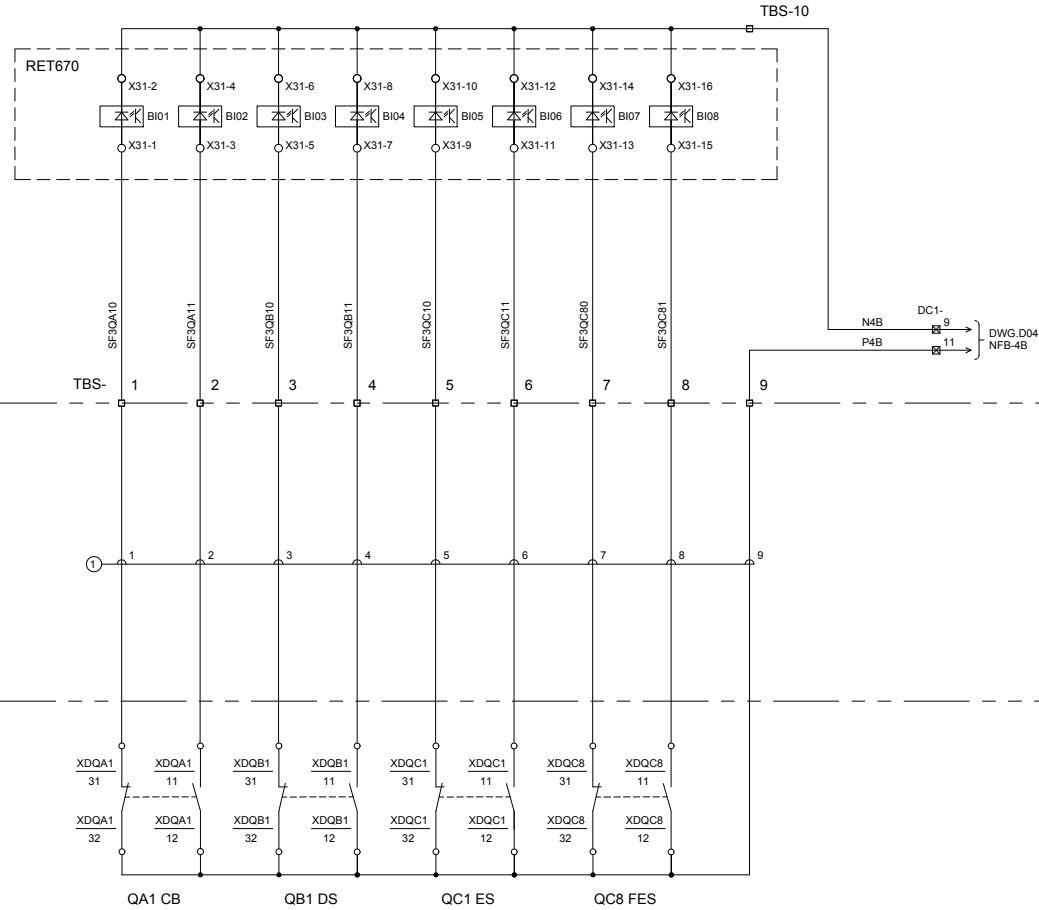 TBS-10
RET670
X31-2 X31-4 X31-6 X31-8 X31-10 X31-12 X31-14 X31-16
BI01 BI02 BI03 BI04 BI05 BI06 BI07 BI08
X31-1 X31-3 X31-5 X31-7 X31-9 X31-11 X31-13 X31-15
SF3QA10 SF3QA11 SF3QB10 SF3QB11 SF3QC10 SF3QC11 SF3QC80 SF3QC81
DC1-
N4B 9
P4B 11
DWG.D04
NFB-4B
TBS- 1 2 3 4 5 6 7 8 9
1 1 2 3 4 5 6 7 8 9
XDQA1 XDQA1 XDQB1 XDQB1 XDQC1 XDQC1 XDQC8 XDQC8
31 11 31 11 31 11 31 11
XDQA1 XDQA1 XDQB1 XDQB1 XDQC1 XDQC1 XDQC8 XDQC8
32 12 32 12 32 12 32 12
QA1 CB QB1 DS QC1 ES QC8 FES